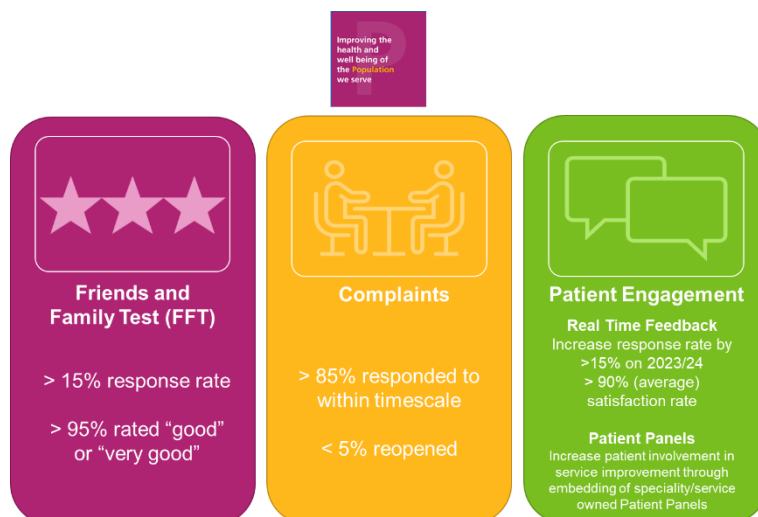 Improving the
health and
well being of
the Population
we serve
Friends and
Family Test (FFT)
> 15% response rate
> 95% rated “good”
or “very good”
Complaints
> 85% responded to
within timescale
< 5% reopened
Patient Engagement
Real Time Feedback
Increase response rate by
>15% on 2023/24
> 90% (average)
satisfaction rate
Patient Panels
Increase patient involvement in
service improvement through
embedding of speciality/service
owned Patient Panels